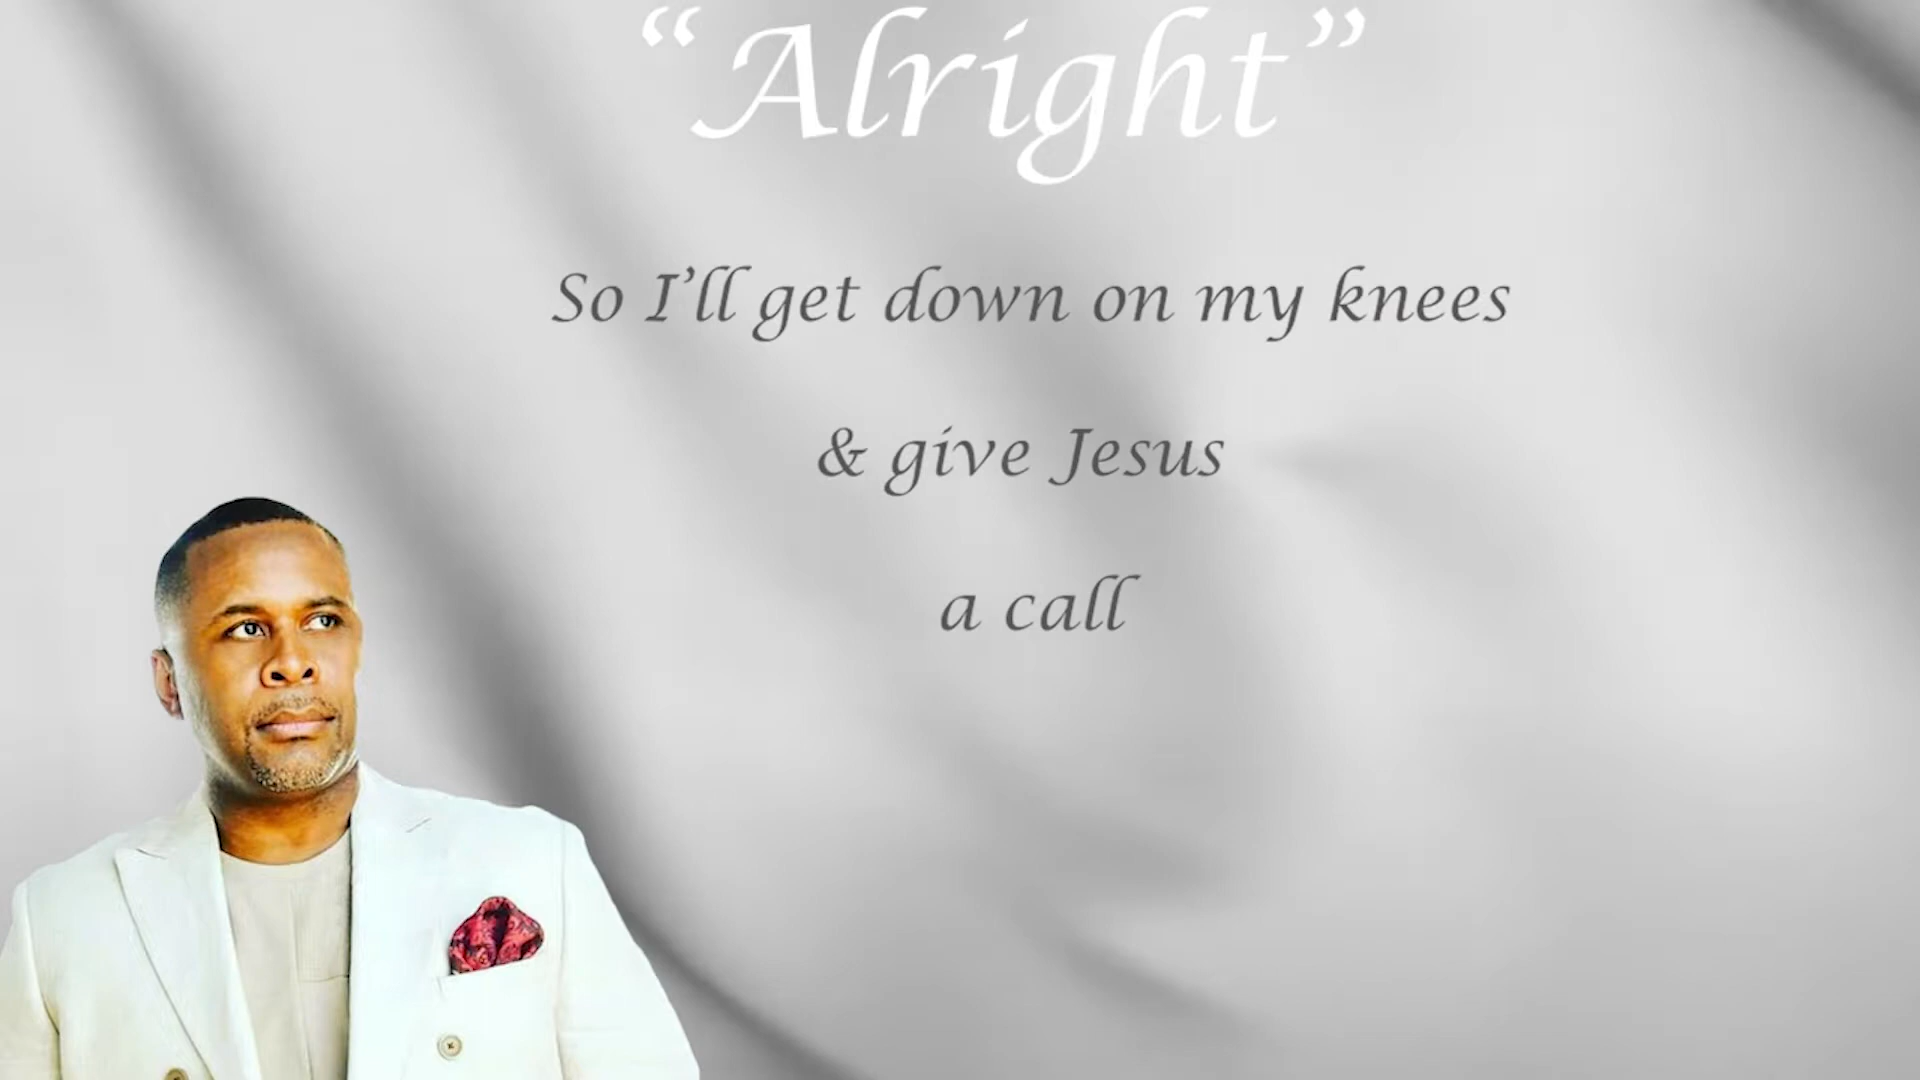 “Alright”
So I’ll get down on my knees
& give Jesus
a call